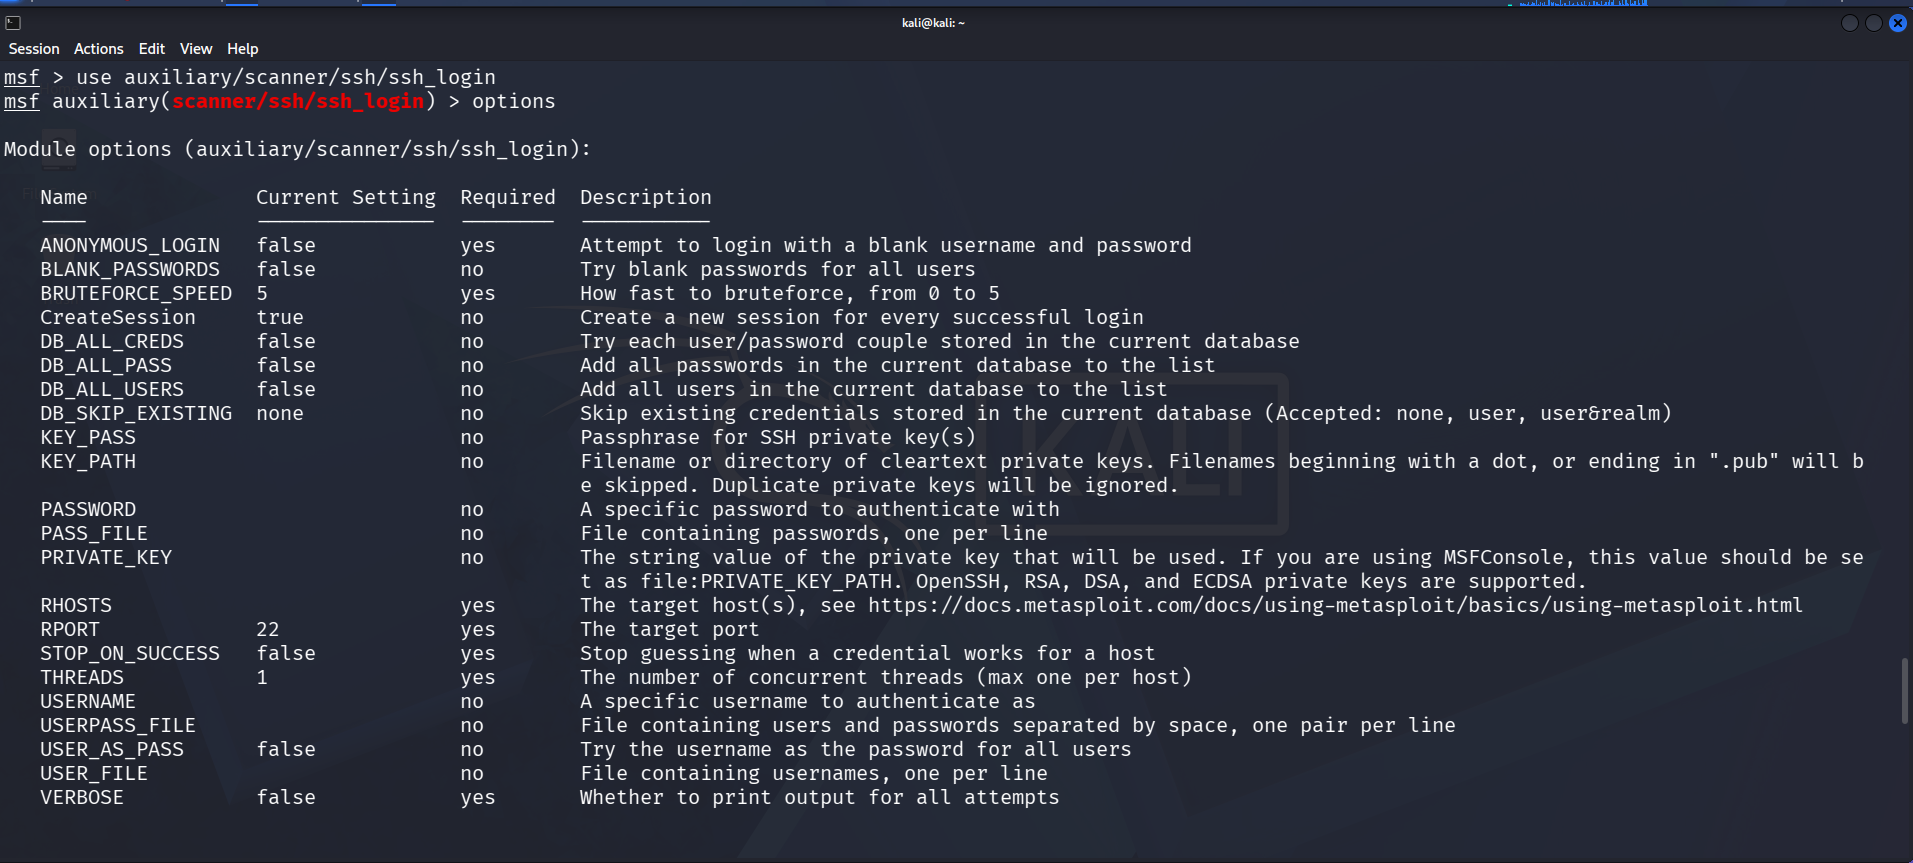 kali@kali: ~
Session Actions Edit View Help
msf > use auxiliary/scanner/ssh/ssh_login
msf auxiliary(scanner/ssh/ssh_login) > options
Module options (auxiliary/scanner/ssh/ssh_login):
Name Current Setting Required Description
ANONYMOUS_LOGIN false yes Attempt to login with a blank username and password
BLANK_PASSWORDS false no Try blank passwords for all users
BRUTEFORCE_SPEED 5 yes How fast to bruteforce, from 0 to 5
CreateSession true no Create a new session for every successful login
DB_ALL_CREDS false no Try each user/password couple stored in the current database
DB_ALL_PASS false no Add all passwords in the current database to the list
DB_ALL_USERS false no Add all users in the current database to the list
DB_SKIP_EXISTING none no Skip existing credentials stored in the current database (Accepted: none, user, user&realm)
KEY_PASS no Passphrase for SSH private key(s)
KEY_PATH no Filename or directory of cleartext private keys. Filenames beginning with a dot, or ending in ".pub" will b
e skipped. Duplicate private keys will be ignored.
PASSWORD no A specific password to authenticate with
PASS_FILE no File containing passwords, one per line
PRIVATE_KEY no The string value of the private key that will be used. If you are using MSFConsole, this value should be se
t as file:PRIVATE_KEY_PATH. OpenSSH, RSA, DSA, and ECDSA private keys are supported.
RHOSTS yes The target host(s), see https://docs.metasploit.com/docs/using-metasploit/basics/using-metasploit.html
RPORT 22 yes The target port
STOP_ON_SUCCESS false yes Stop guessing when a credential works for a host
THREADS 1 yes The number of concurrent threads (max one per host)
USERNAME no A specific username to authenticate as
USERPASS_FILE no File containing users and passwords separated by space, one pair per line
USER_AS_PASS false no Try the username as the password for all users
USER_FILE no File containing usernames, one per line
VERBOSE false yes Whether to print output for all attempts
KALI